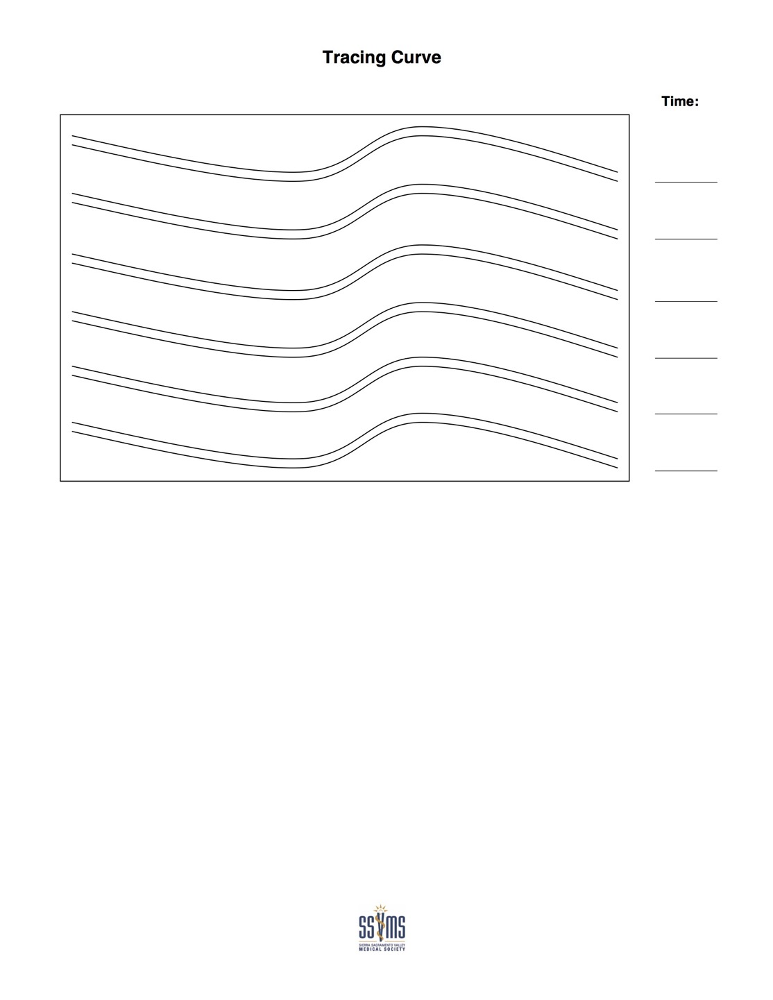 Tracing Curve
Time:
SSVMS
SIERRA SACRAMENTO VALLEY
MEDICAL SOCIETY